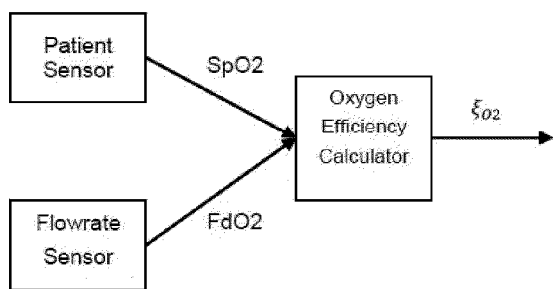 Patient
Sensor
SpO2
Oxygen
Efficiency
Calculator
ξO2
FdO2
Flowrate
Sensor